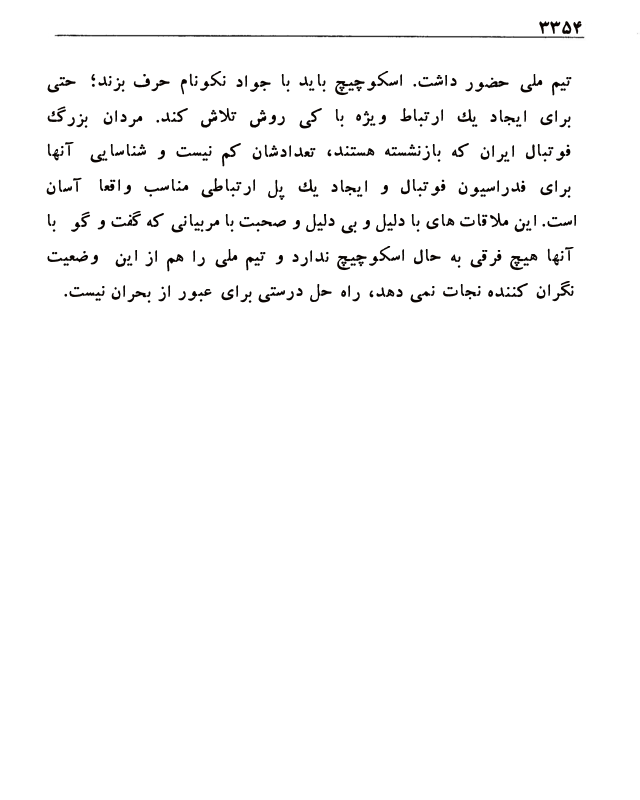 ۳۳۵۴
تیم ملی حضور داشت. اسکوچیچ باید با جواد نکونام حرف بزند؛ حتی
برای ایجاد یك ارتباط ویژه با کی روش تلاش کند. مردان بزرگ
فوتبال ایران که بازنشسته هستند، تعدادشان کم نیست و شناسایی آنها
برای فدراسیون فوتبال و ایجاد یك پل ارتباطی مناسب واقعا آسان
است. این ملاقات های با دلیل و بی دلیل و صحبت با مربیانی که گفت و گو با
آنها هیچ فرقی به حال اسکوچیچ ندارد و تیم ملی را هم از این وضعیت
نگران کننده نجات نمی دهد، راه حل درستی برای عبور از بحران نیست.